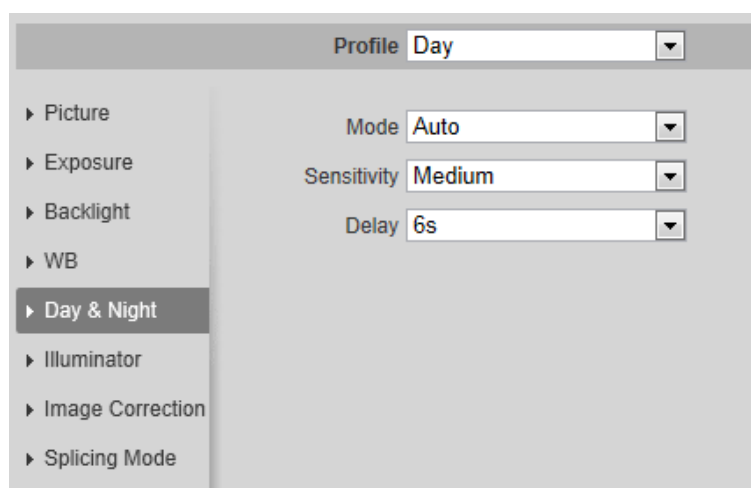 Profile Day
Picture
Mode Auto
Exposure
Sensitivity Medium
Backlight
Delay 6s
WB
Day & Night
Illuminator
Image Correction
Splicing Mode